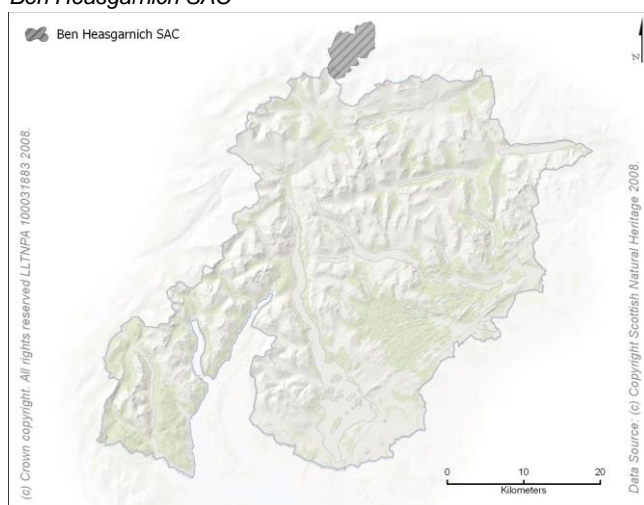 Ben Heasgarnich SAC
Ben Heasgarnich SAC
N
(c) Crown copyright. All rights reserved LLTNPA 100031883 2008.
Data Source: (c) Copyright Scottish Natural Heritage 2008.
0 10 20
Kilometers